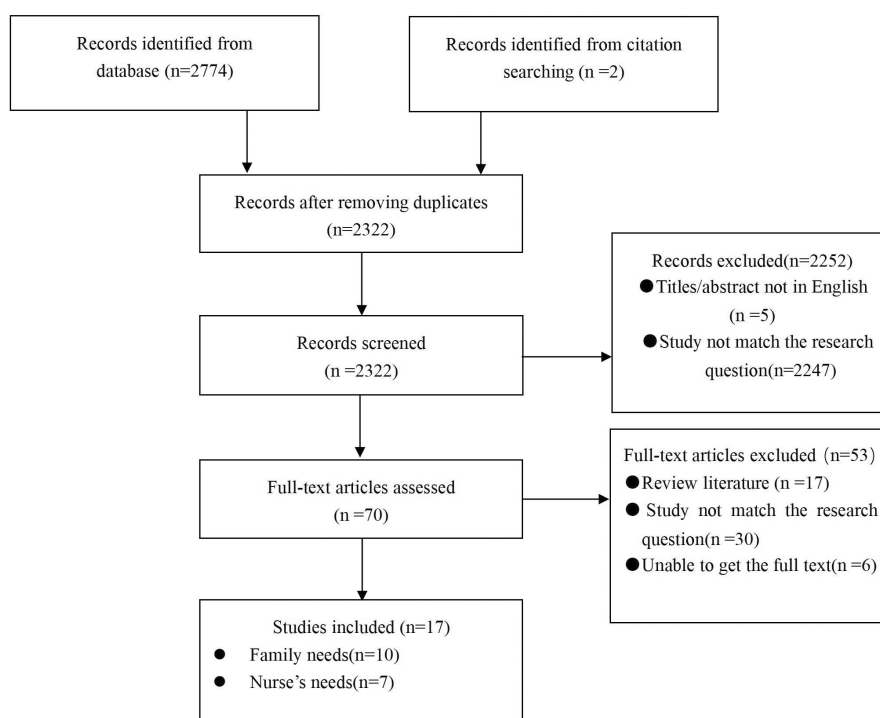 Records identified from
database (n=2774)
Records identified from citation
searching (n =2)
Records after removing duplicates
(n=2322)
Records excluded(n=2252)
●Titles/abstract not in English
(n =5)
●Study not match the research
question(n=2247)
Records screened
(n =2322)
Full-text articles assessed
(n =70)
Full-text articles excluded (n=53)
●Review literature (n =17)
● Study not match the research
question(n =30)
●Unable to get the full text(n =6)
Studies included (n=17)
● Family needs(n=10)
● Nurse’s needs(n=7)